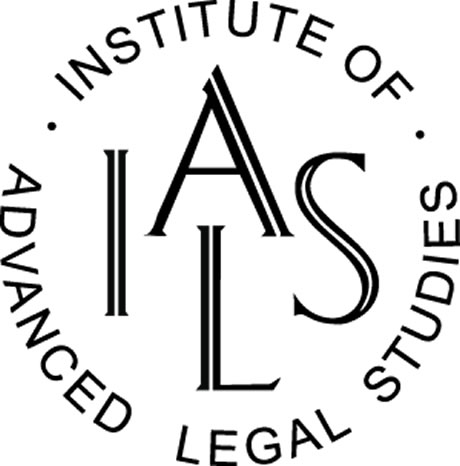 · INSTITUTE OF ·
ADVANCED LEGAL STUDIES
IALS